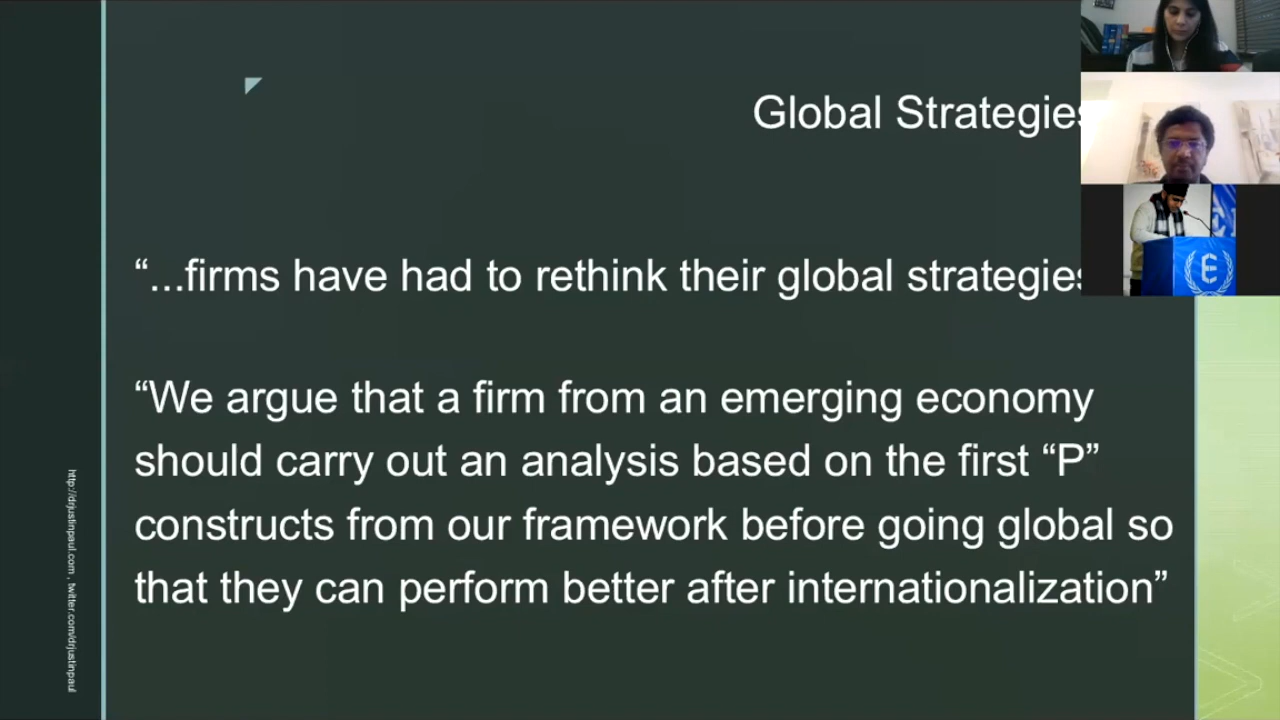 Global Strategies
“...firms have had to rethink their global strategies
“We argue that a firm from an emerging economy
should carry out an analysis based on the first “P”
constructs from our framework before going global so
that they can perform better after internationalization”
http://drjustinpaul.com , twitter.com/drjustinpaul
E